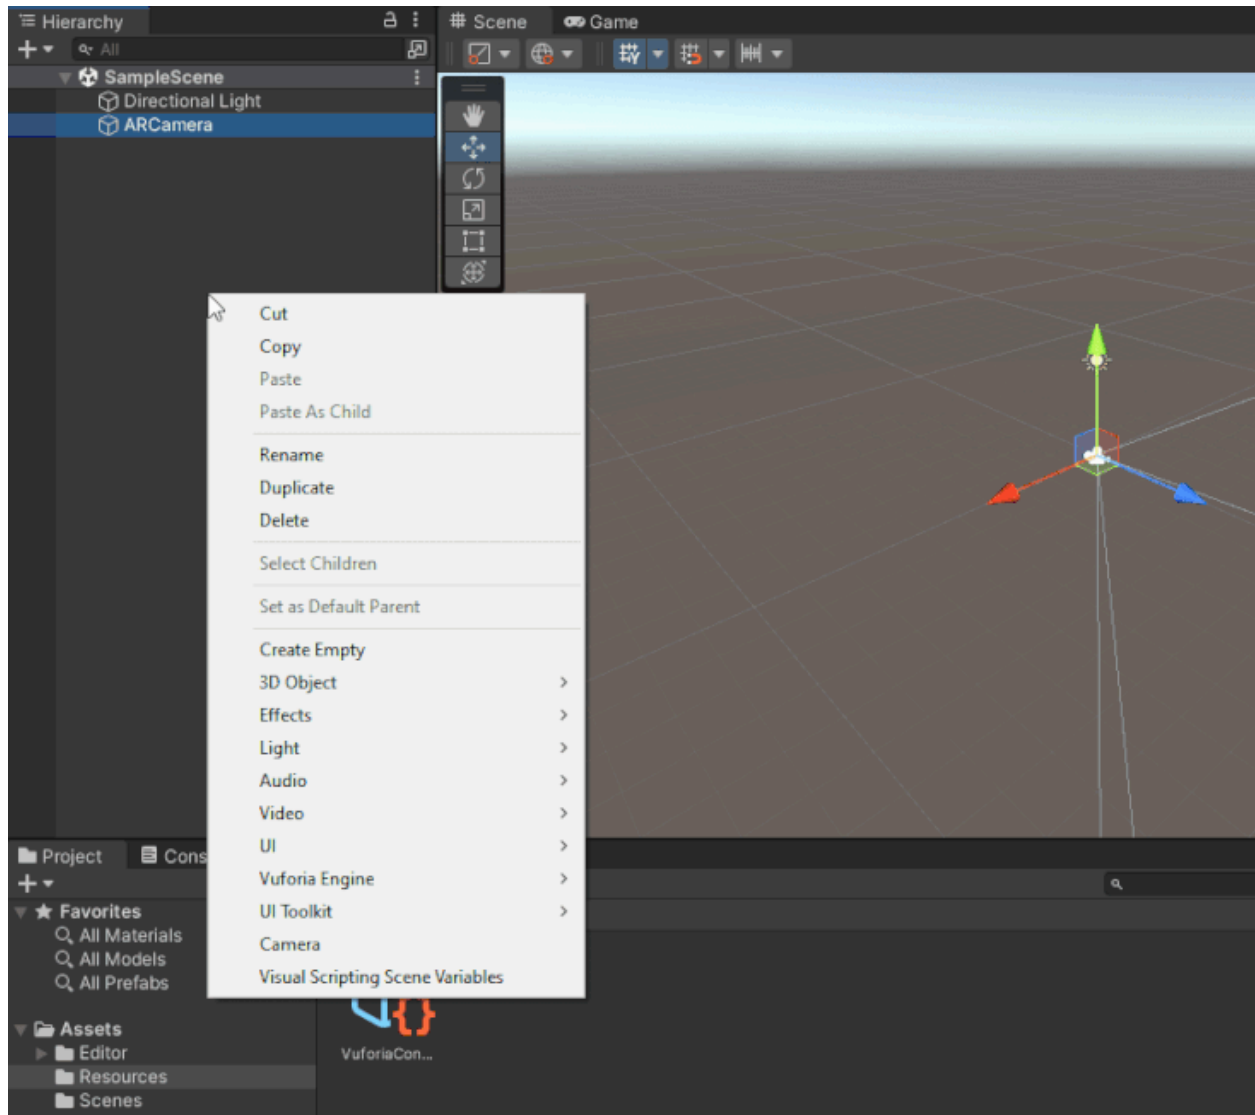 Hierarchy
Scene
Game
All
SampleScene
Directional Light
ARCamera
Cut
Copy
Paste
Paste As Child
Rename
Duplicate
Delete
Select Children
Set as Default Parent
Create Empty
3D Object
Effects
Light
Audio
Video
UI
Vuforia Engine
UI Toolkit
Camera
Visual Scripting Scene Variables
Project
Cons
Favorites
All Materials
All Models
All Prefabs
Assets
Editor
Resources
Scenes
VuforiaCon...